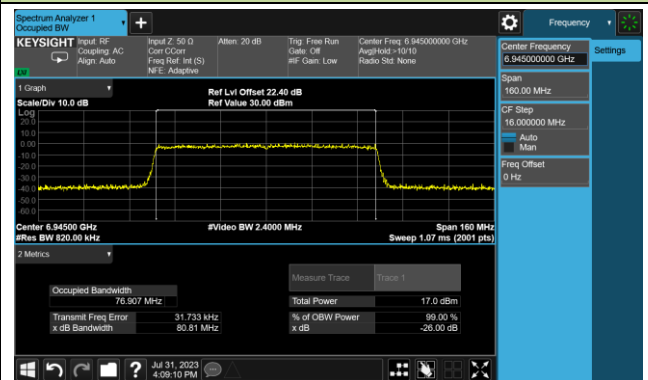 Spectrum Analyzer 1
Occupied BW
Frequency
KEYSIGHT
Input: RF
Coupling: AC
Align: Auto
Input Z: 50 Ω
Corr CCorr
Freq Ref: Int (S)
NFE: Adaptive
Atten: 20 dB
Trig: Free Run
Gate: Off
#IF Gain: Low
Center Freq: 6.945000000 GHz
Avg|Hold:>10/10
Radio Std: None
Center Frequency
6.945000000 GHz
Settings
Span
160.00 MHz
CF Step
16.000000 MHz
Auto
Man
Freq Offset
0 Hz
1 Graph
Scale/Div 10.0 dB
Ref Lvl Offset 22.40 dB
Ref Value 30.00 dBm
Log
20.0
10.0
0.00
-10.0
-20.0
-30.0
-40.0
-50.0
-60.0
Center 6.94500 GHz
#Res BW 820.00 kHz
#Video BW 2.4000 MHz
Span 160 MHz
Sweep 1.07 ms (2001 pts)
2 Metrics
Measure Trace
Trace 1
Occupied Bandwidth
76.907 MHz
Total Power
17.0 dBm
Transmit Freq Error
31.733 kHz
% of OBW Power
99.00 %
x dB Bandwidth
80.81 MHz
x dB
-26.00 dB
Jul 31, 2023
4:09:10 PM